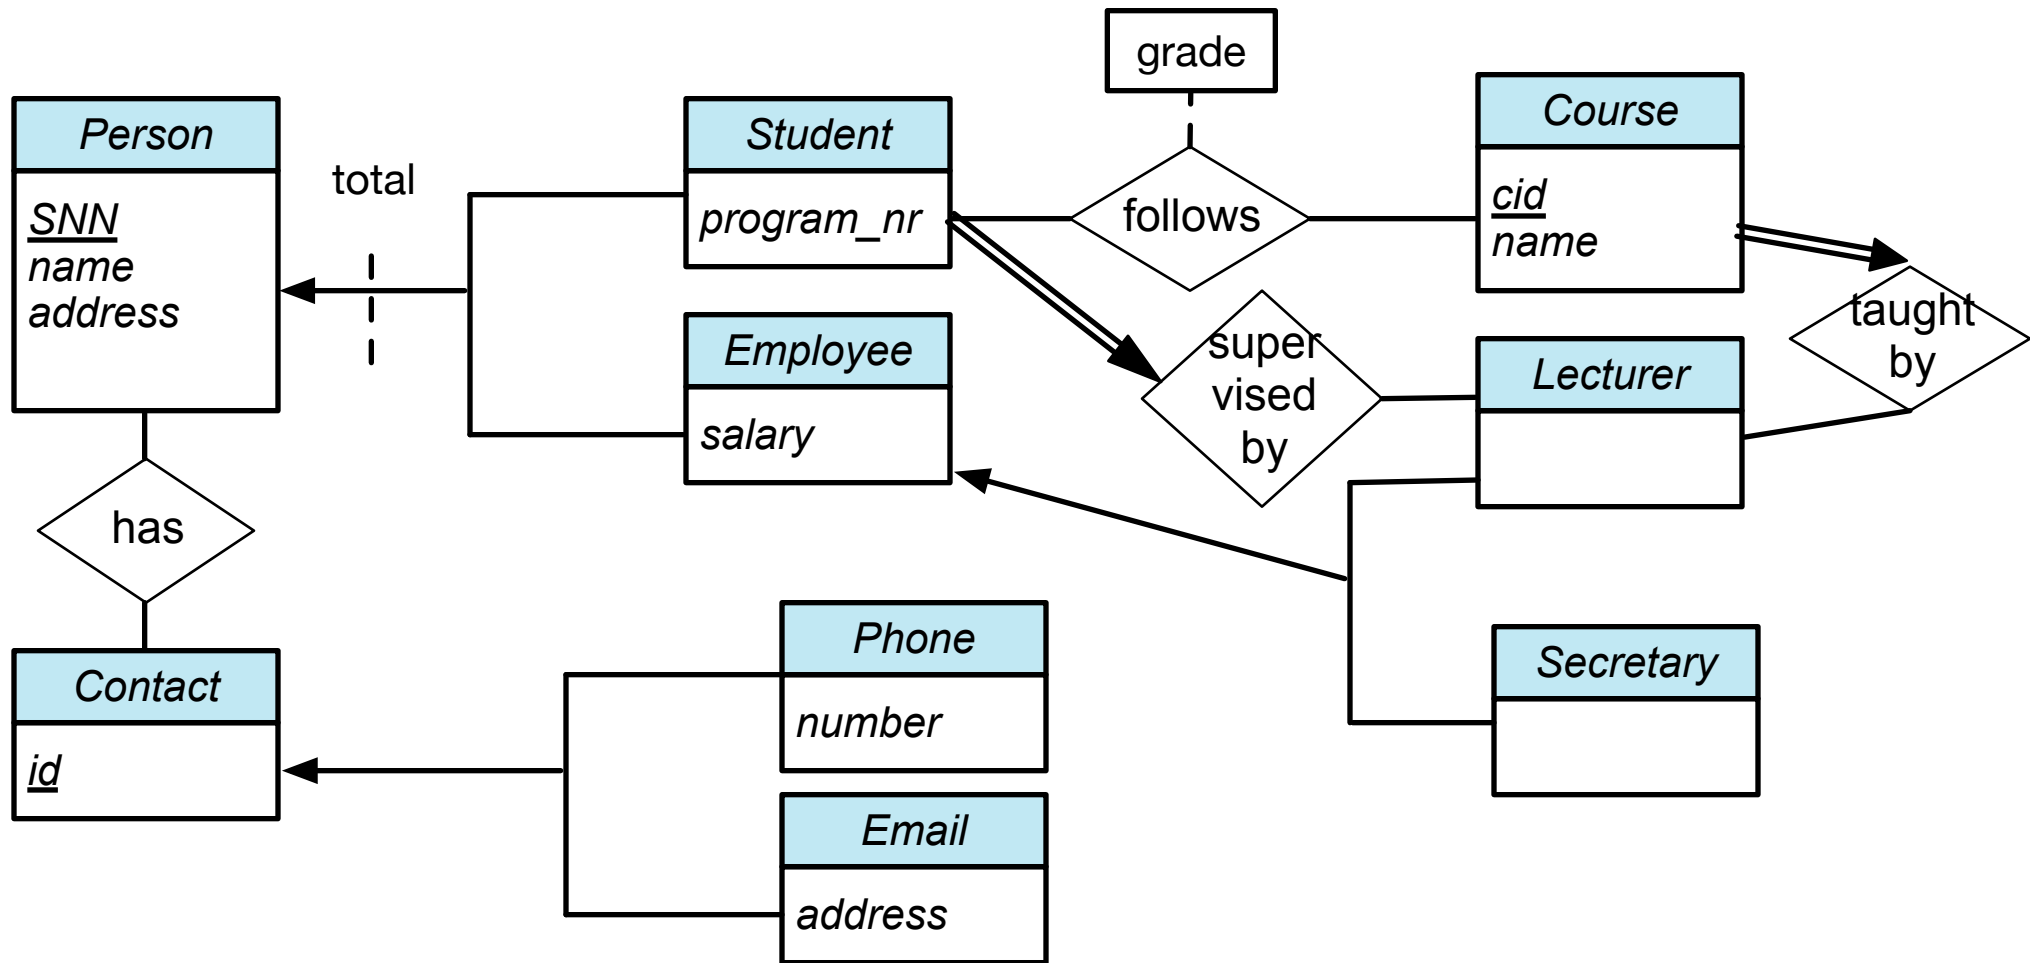 grade
Person
SNN
name
address
total
Student
program_nr
follows
Course
cid
name
Employee
salary
super
vised
by
Lecturer
taught
by
has
Contact
id
Phone
number
Email
address
Secretary